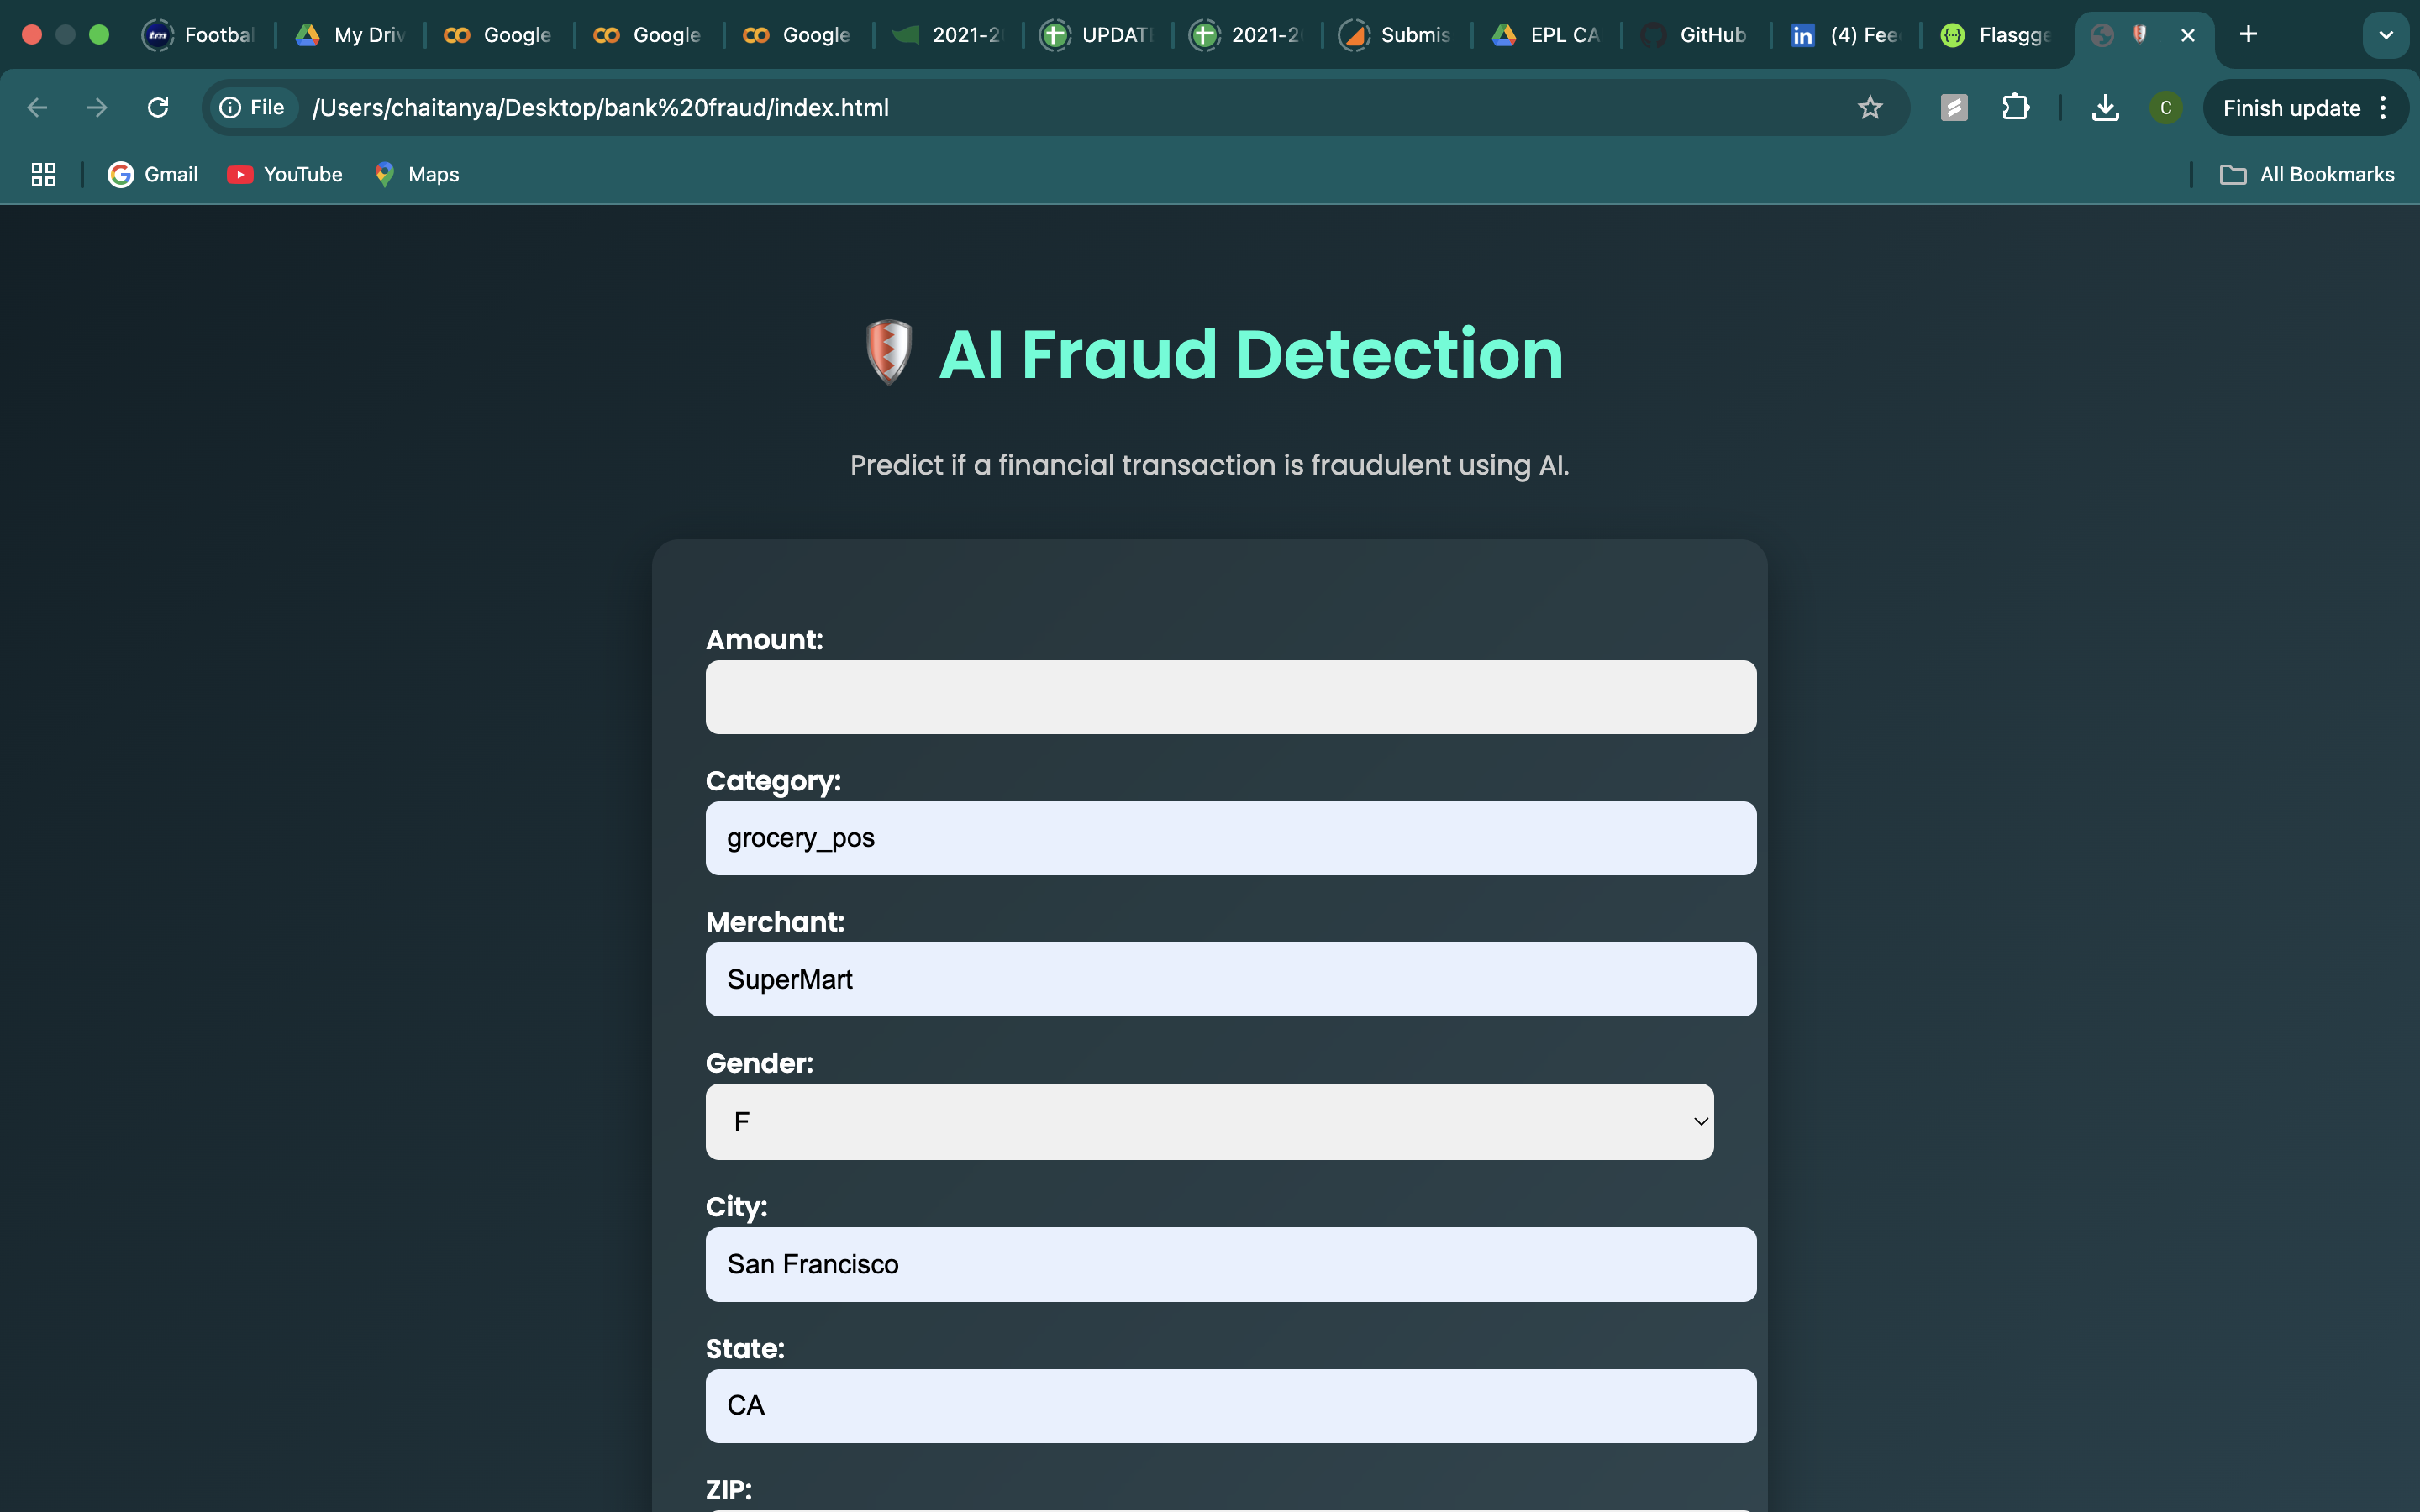 Footbal
My Driv
Google
Google
Google
2021-2
UPDAT
2021-2
Submis
EPL CA
GitHub
in
(4) Fee
Flasgge
File
/Users/chaitanya/Desktop/bank%20fraud/index.html
C
Finish update
Gmail
YouTube
Maps
All Bookmarks
AI Fraud Detection
Predict if a financial transaction is fraudulent using AI.
Amount:
Category:
grocery_pos
Merchant:
SuperMart
Gender:
F
City:
San Francisco
State:
CA
ZIP: